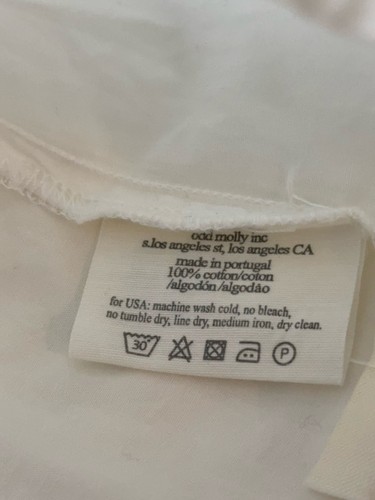 odd molly inc
s.los angeles st, los angeles CA
made in portugal
100% cotton/coton
/algodón/algodão
for USA: machine wash cold, no bleach,
no tumble dry, line dry, medium iron, dry clean.
30 P